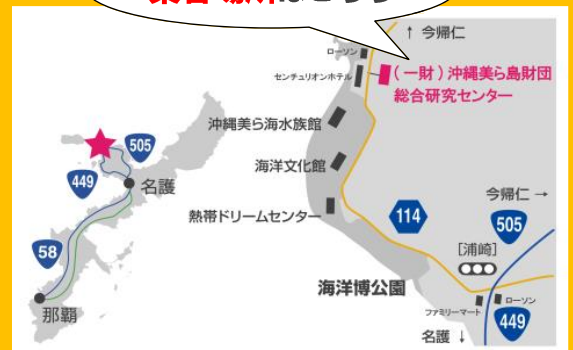 ↑ 今帰仁
ローソン
センチュリオンホテル
(一財)沖縄美ら島財団
総合研究センター
沖縄美ら海水族館
海洋文化館
熱帯ドリームセンター
114
海洋博公園
今帰仁 →
505
[浦崎]
ファミリーマート
ローソン
449
名護 ↓
505
449
名護
58
那覇